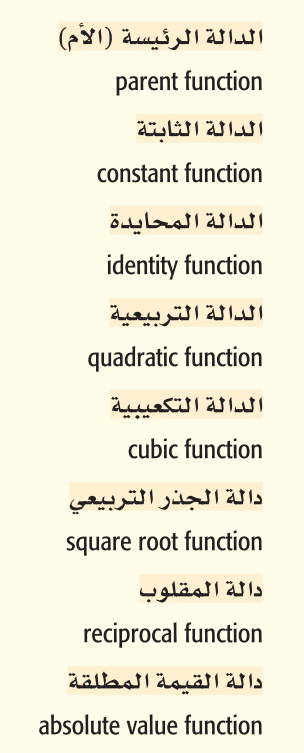 الدالة الرئيسة (الأم)
parent function
الدالة الثابتة
constant function
الدالة المحايدة
identity function
الدالة التربيعية
quadratic function
الدالة التكعيبية
cubic function
دالة الجذر التربيعي
square root function
دالة المقلوب
reciprocal function
دالة القيمة المطلقة
absolute value function